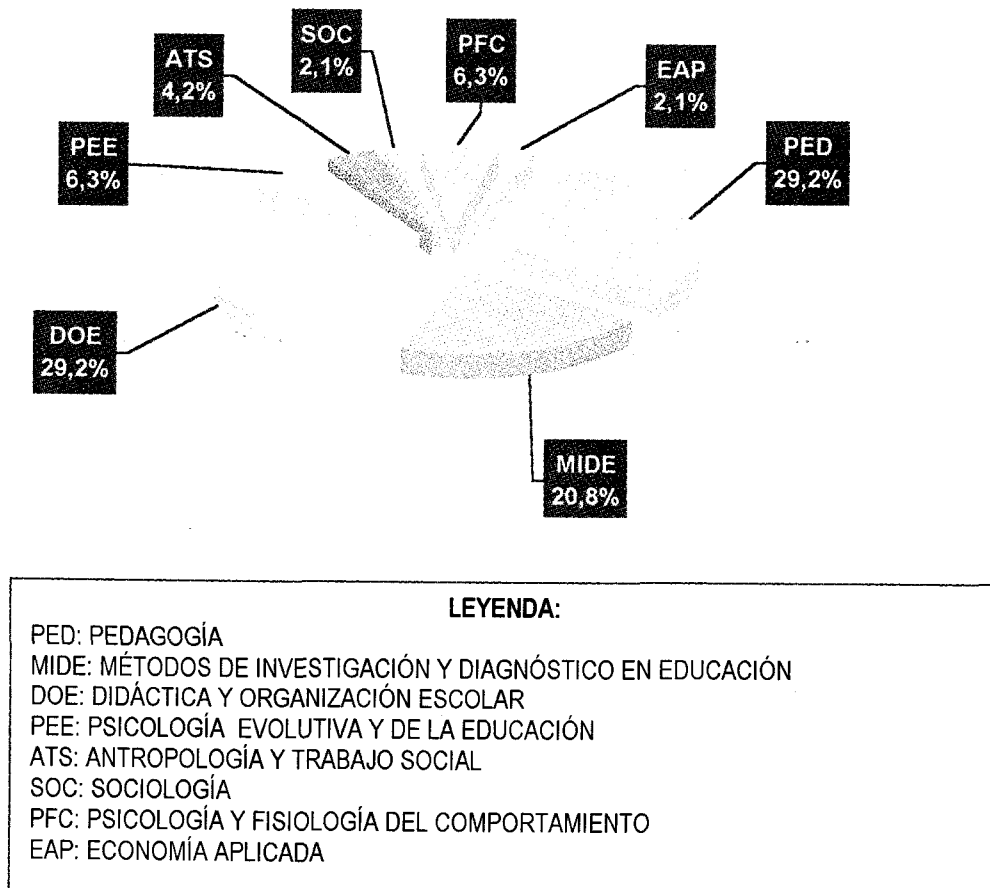 SOC
2,1%
PFC
6,3%
ATS
4,2%
EAP
2,1%
PEE
6,3%
PED
29,2%
DOE
29,2%
MIDE
20,8%
LEYENDA:
PED: PEDAGOGÍA
MIDE: MÉTODOS DE INVESTIGACIÓN Y DIAGNÓSTICO EN EDUCACIÓN
DOE: DIDÁCTICA Y ORGANIZACIÓN ESCOLAR
PEE: PSICOLOGÍA EVOLUTIVA Y DE LA EDUCACIÓN
ATS: ANTROPOLOGÍA Y TRABAJO SOCIAL
SOC: SOCIOLOGÍA
PFC: PSICOLOGÍA Y FISIOLOGÍA DEL COMPORTAMIENTO
EAP: ECONOMÍA APLICADA